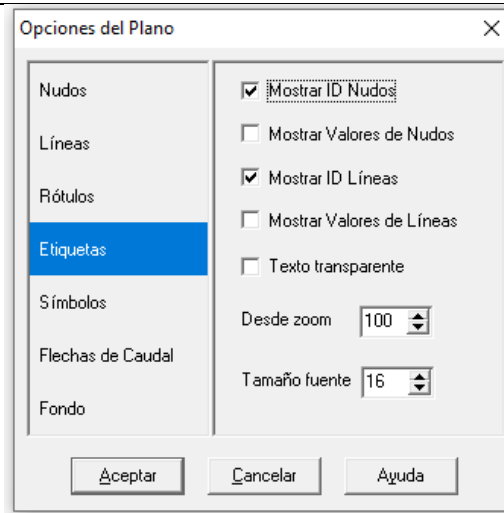 Opciones del Plano
Nudos
Líneas
Rótulos
Etiquetas
Símbolos
Flechas de Caudal
Fondo
Mostrar ID Nudos
Mostrar Valores de Nudos
Mostrar ID Líneas
Mostrar Valores de Líneas
Texto transparente
Desde zoom 100
Tamaño fuente 16
Aceptar Cancelar Ayuda